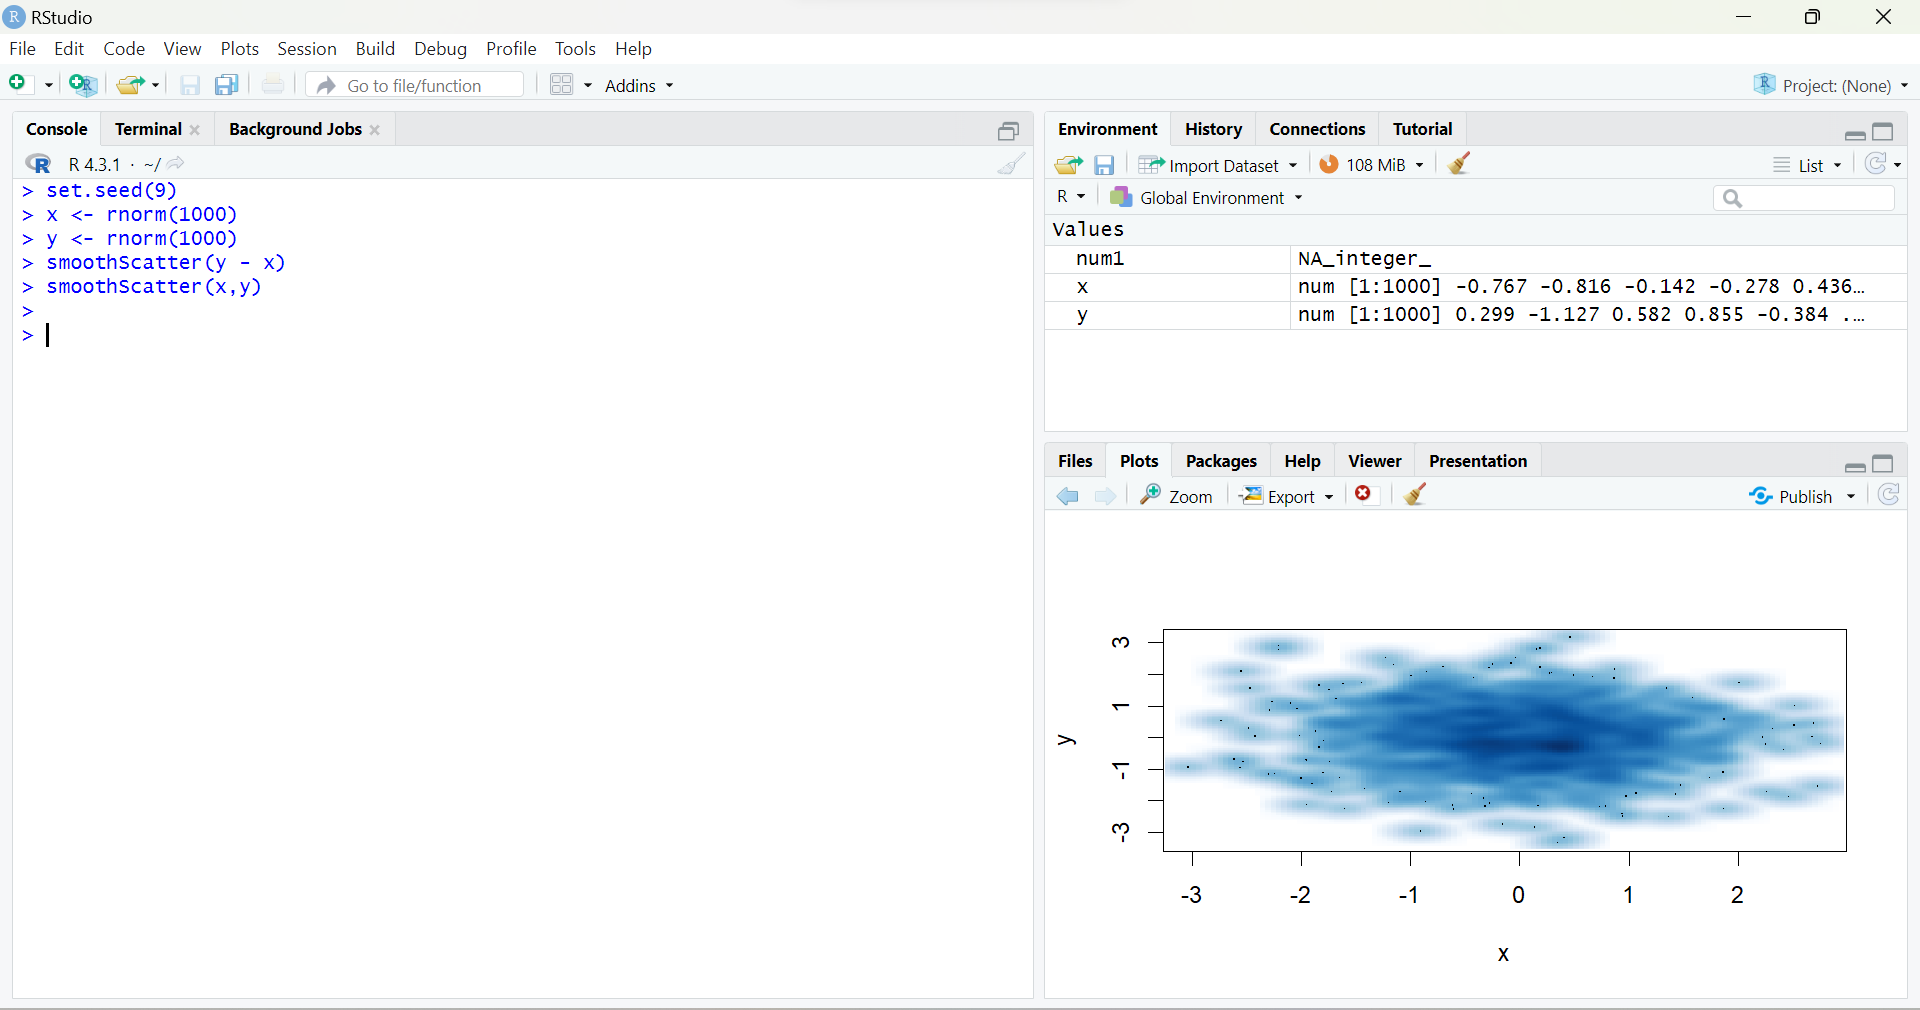 RStudio
File Edit Code View Plots Session Build Debug Profile Tools Help
Go to file/function Addins Project: (None)
Console Terminal Background Jobs
R 4.3.1 · ~/
> set.seed(9)
> x <- rnorm(1000)
> y <- rnorm(1000)
> smoothScatter(y - x)
> smoothScatter(x,y)
>
>
Environment History Connections Tutorial
Import Dataset 108 MiB List
R Global Environment
Values
num1 NA_integer_
x num [1:1000] -0.767 -0.816 -0.142 -0.278 0.436…
y num [1:1000] 0.299 -1.127 0.582 0.855 -0.384 .…
Files Plots Packages Help Viewer Presentation
Zoom Export Publish
3
1
-1
-3
y
-3 -2 -1 0 1 2
x